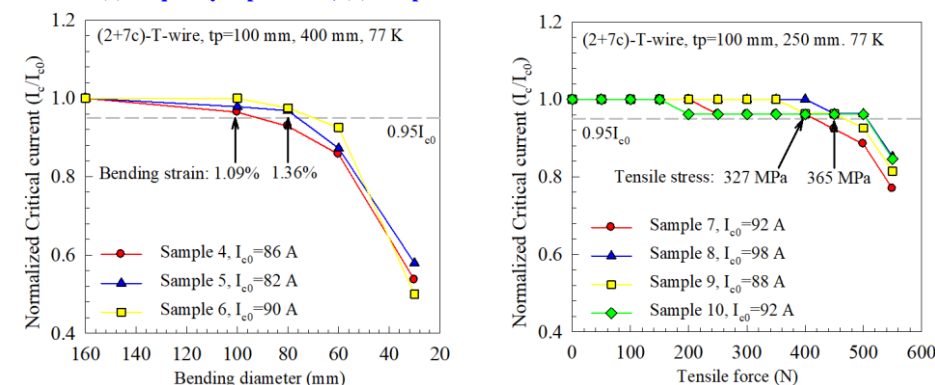 (2+7c)-T-wire, tp=100 mm, 400 mm, 77 K
Normalized Critical current (Ic/Ic0)
1.2
1.0
0.8
0.6
0.4
0.95Ic0
Bending strain: 1.09% 1.36%
Sample 4, Ic0=86 A
Sample 5, Ic0=82 A
Sample 6, Ic0=90 A
160 140 120 100 80 60 40 20
Bending diameter (mm)
(2+7c)-T-wire, tp=100 mm, 250 mm. 77 K
Normalized Critical current (Ic/Ic0)
1.2
1.0
0.8
0.6
0.4
0.95Ic0
Tensile stress: 327 MPa 365 MPa
Sample 7, Ic0=92 A
Sample 8, Ic0=98 A
Sample 9, Ic0=88 A
Sample 10, Ic0=92 A
0 100 200 300 400 500 600
Tensile force (N)